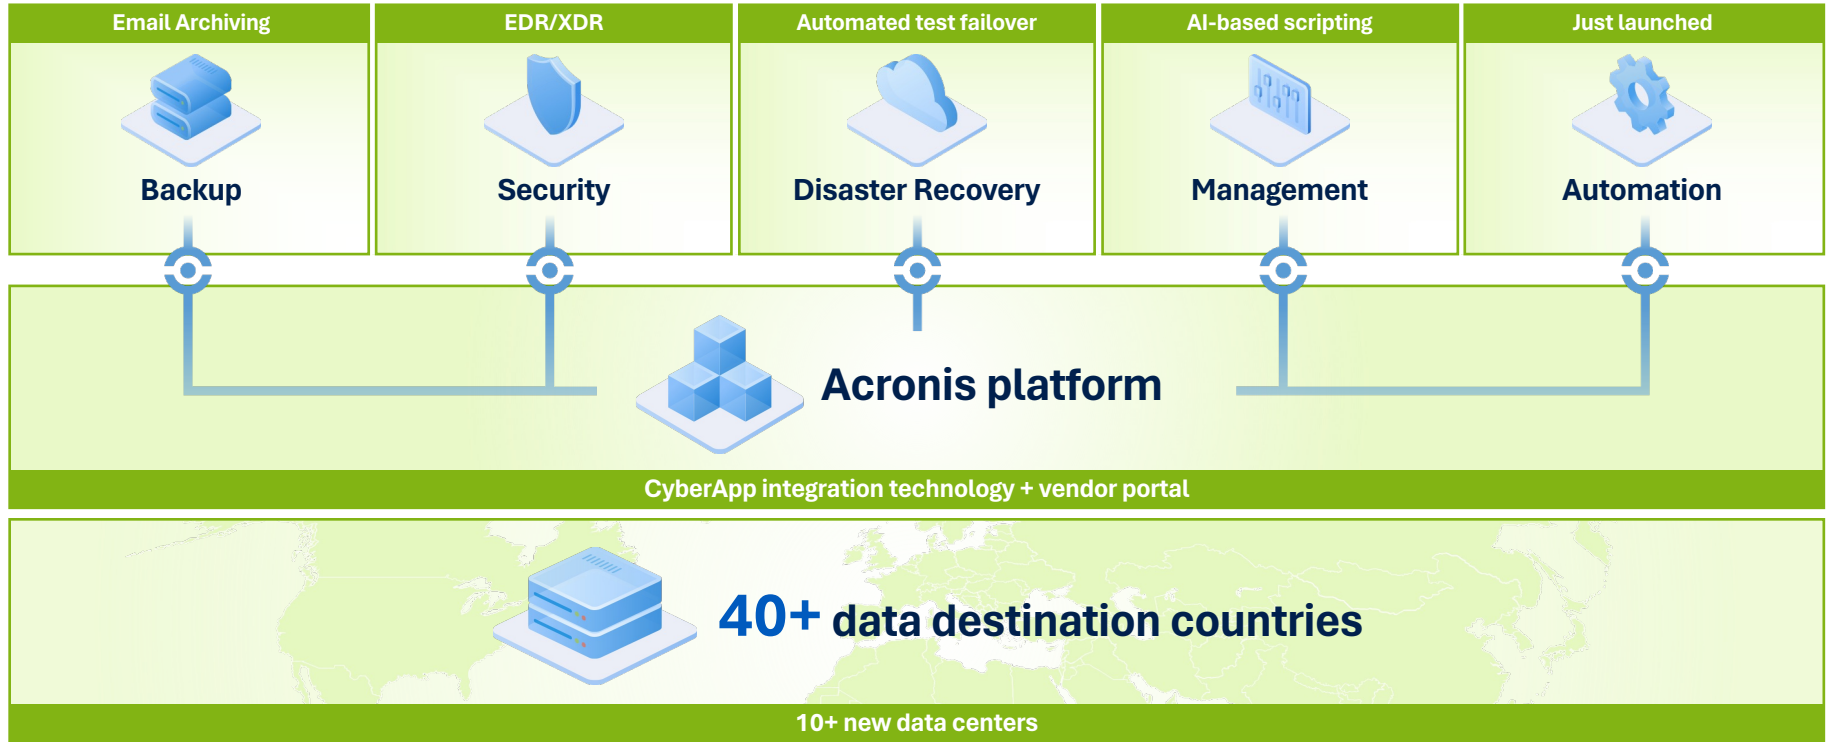 Email Archiving
EDR/XDR
Automated test failover
AI-based scripting
Just launched
Backup
Security
Disaster Recovery
Management
Automation
Acronis platform
CyberApp integration technology + vendor portal
40+ data destination countries
10+ new data centers